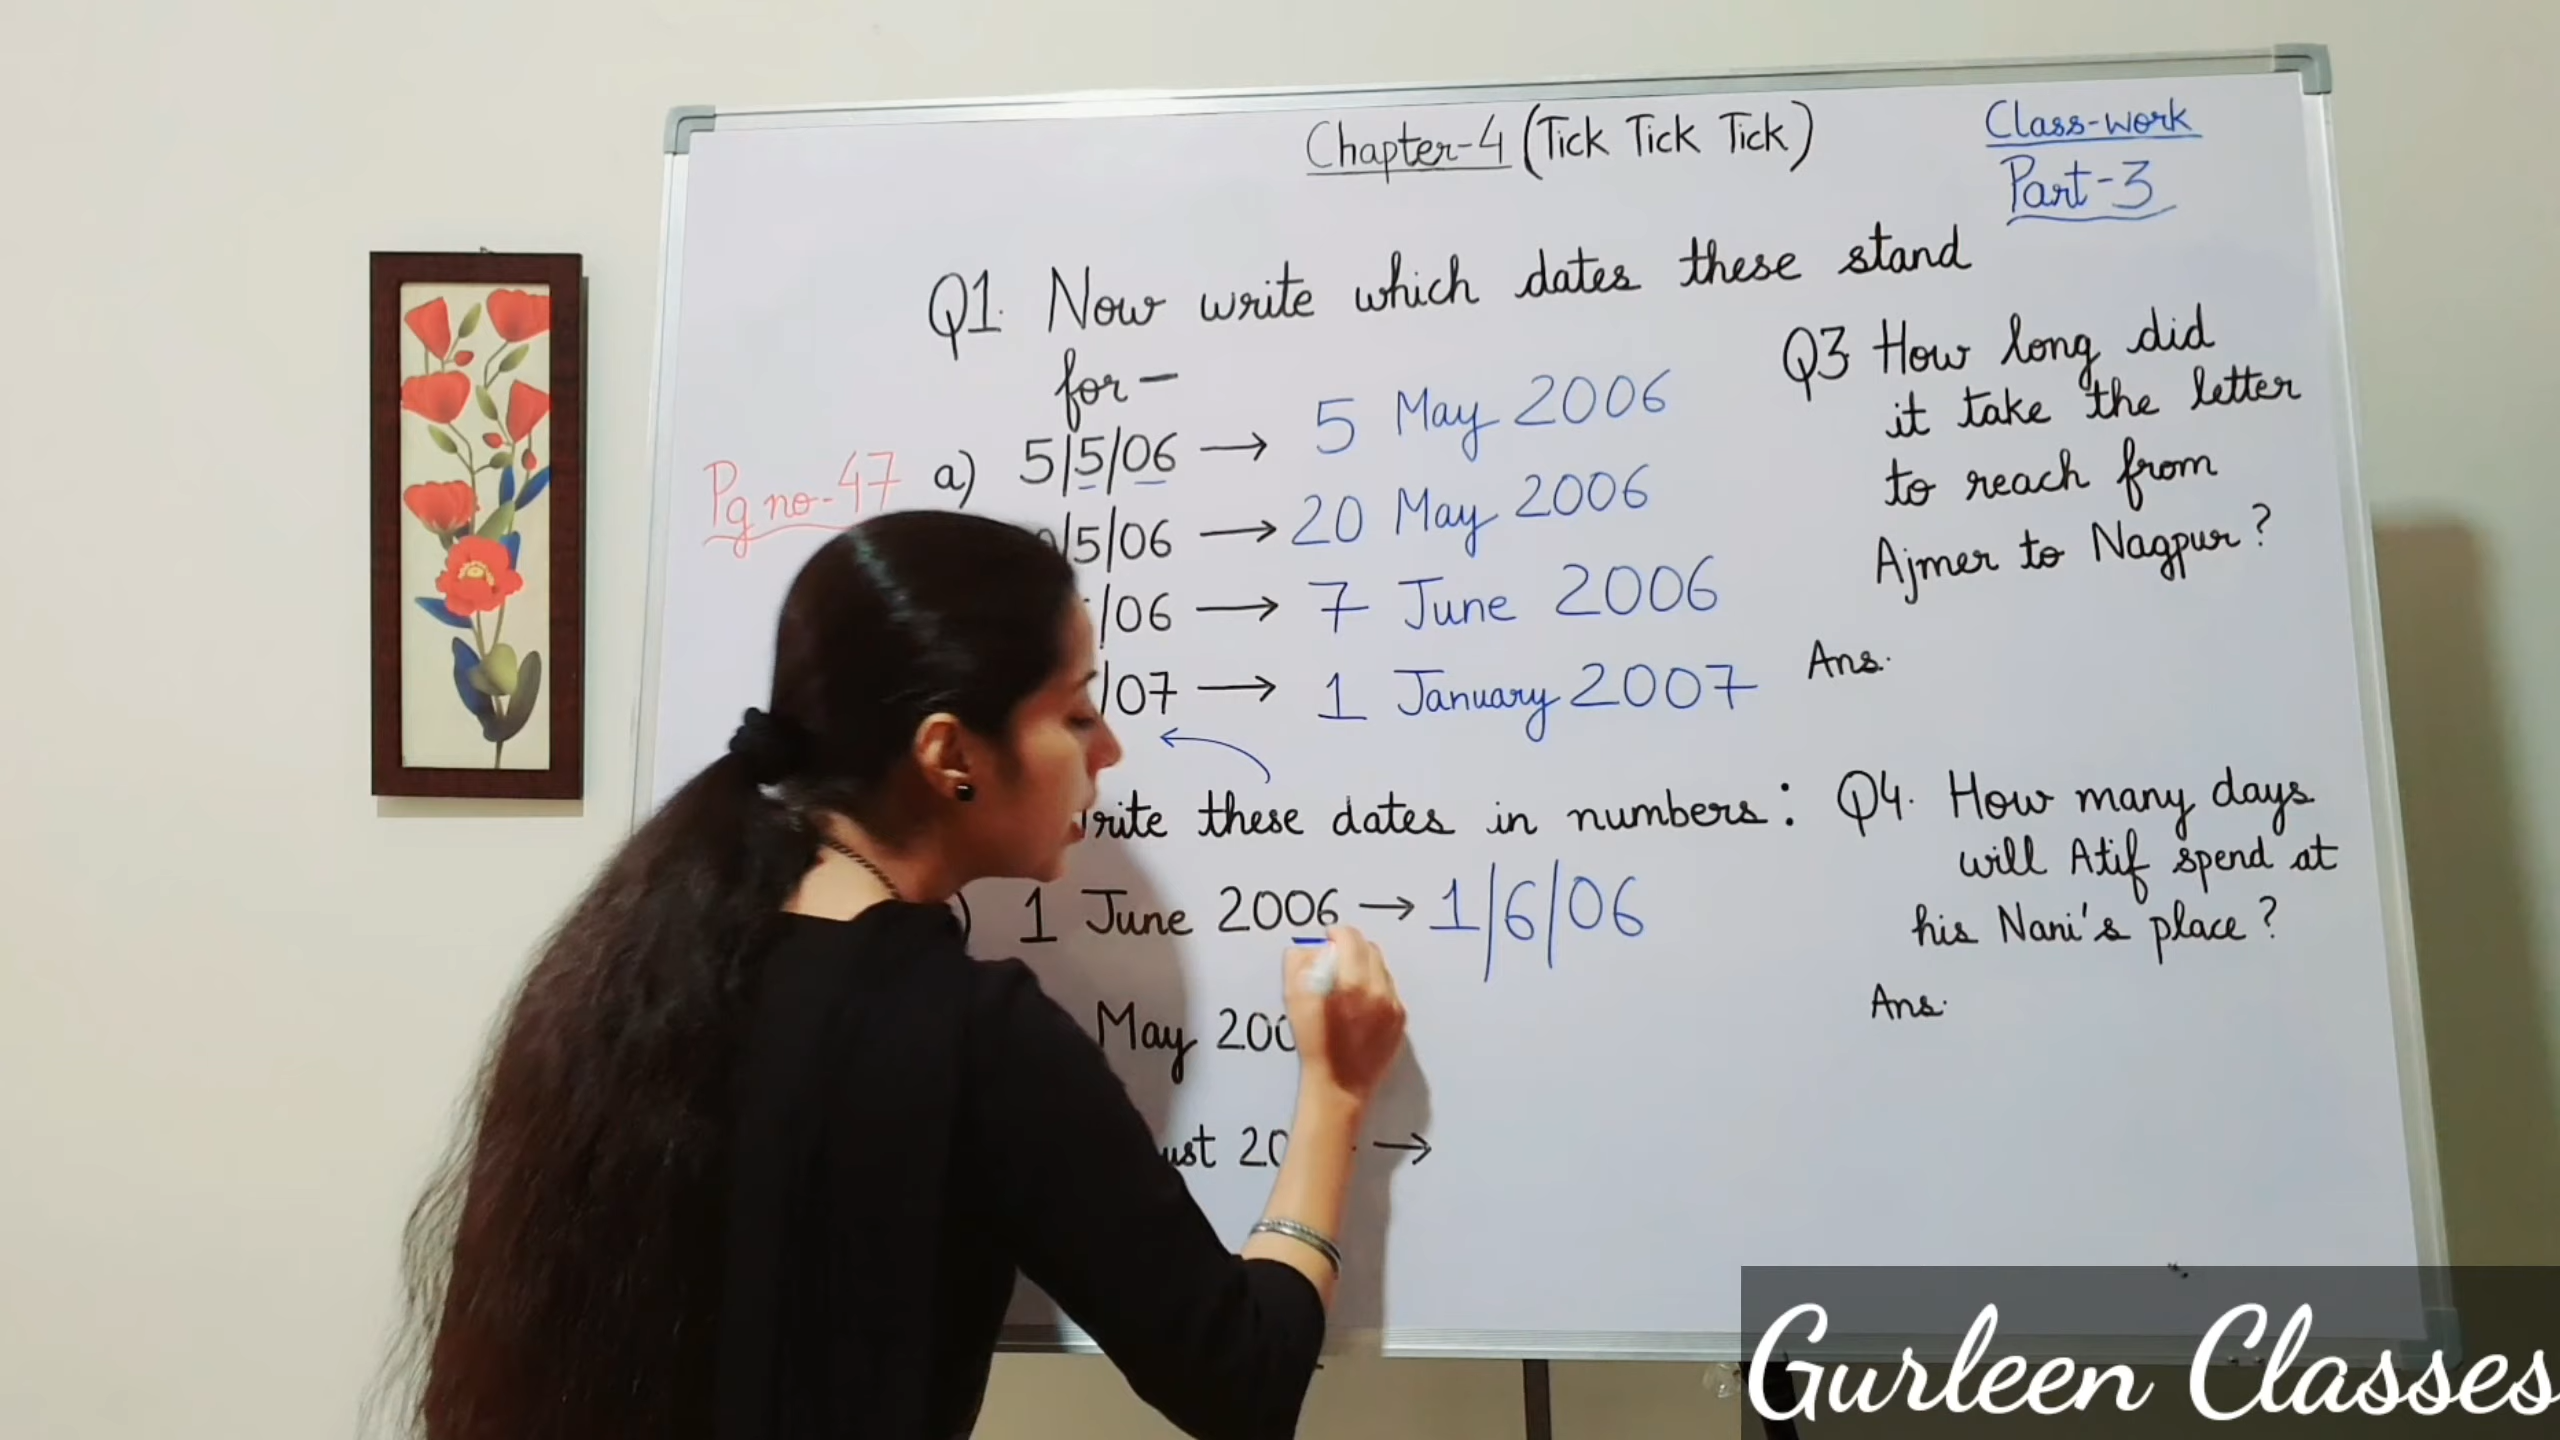 Chapter-4 (Tick Tick Tick)
Class-work
Part-3
Q1. Now write which dates these stand
for -
Pg no-47
a) 5/5/06 → 5 May 2006
/5/06 → 20 May 2006
/06 → 7 June 2006
/07 → 1 January 2007
these dates in numbers:
1 June 2006 → 1/6/06
May
→
Q3 How long did
it take the letter
to reach from
Ajmer to Nagpur?
Ans.
Q4. How many days
will Atif spend at
his Nani's place?
Ans.
Gurleen Classes